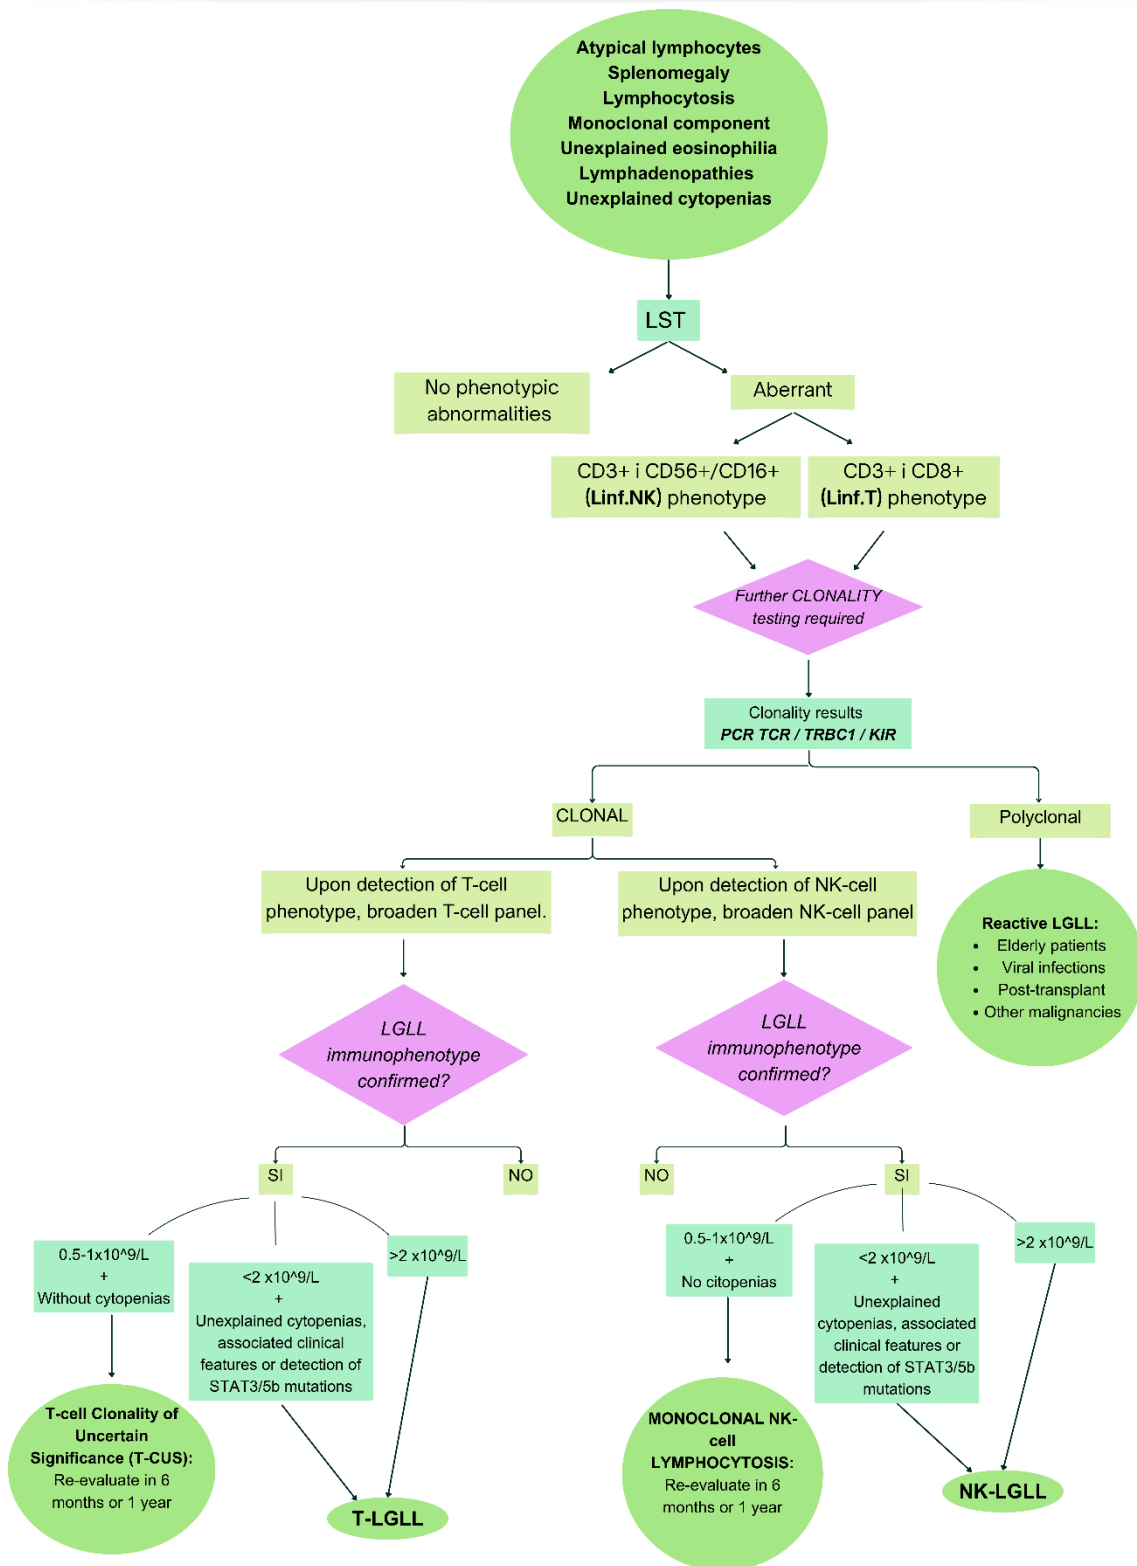 Atypical lymphocytes
Splenomegaly
Lymphocytosis
Monoclonal component
Unexplained eosinophilia
Lymphadenopathies
Unexplained cytopenias
LST
No phenotypic
abnormalities
Aberrant
CD3+ i CD56+/CD16+
(Linf.NK) phenotype
CD3+ i CD8+
(Linf.T) phenotype
Further CLONALITY
testing required
Clonality results
PCR TCR / TRBC1 / KIR
CLONAL
Polyclonal
Upon detection of T-cell
phenotype, broaden T-cell panel.
Upon detection of NK-cell
phenotype, broaden NK-cell panel
Reactive LGLL:
• Elderly patients
• Viral infections
• Post-transplant
• Other malignancies
LGLL
immunophenotype
confirmed?
LGLL
immunophenotype
confirmed?
SI
NO
NO
SI
0.5-1x10^9/L
+
Without cytopenias
<2 x10^9/L
+
Unexplained cytopenias,
associated clinical
features or detection of
STAT3/5b mutations
>2 x10^9/L
0.5-1x10^9/L
+
No citopenias
<2 x10^9/L
+
Unexplained
cytopenias, associated
clinical features or
detection of STAT3/5b
mutations
>2 x10^9/L
T-cell Clonality of
Uncertain
Significance (T-CUS):
Re-evaluate in 6
months or 1 year
T-LGLL
MONOCLONAL NK-
cell
LYMPHOCYTOSIS:
Re-evaluate in 6
months or 1 year
NK-LGLL